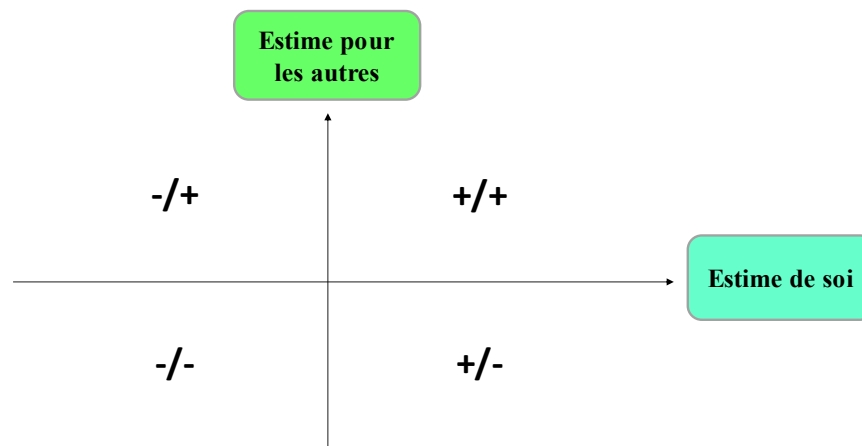 Estime pour
les autres
-/+
+/+
Estime de soi
-/-
+/-